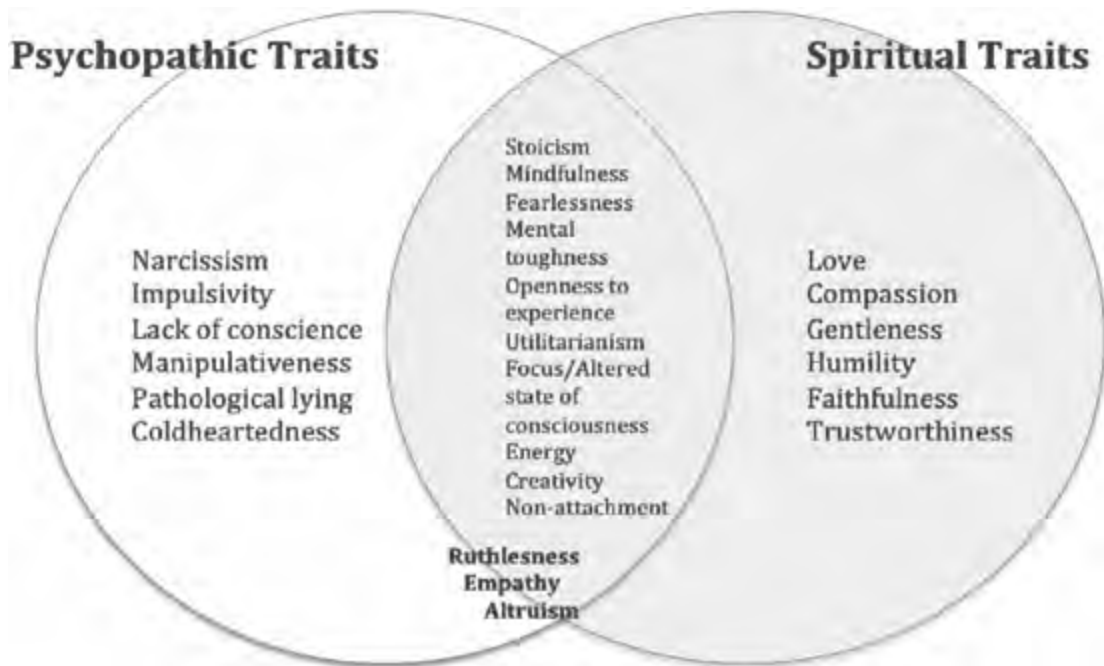 Psychopathic Traits
Spiritual Traits
Narcissism
Impulsivity
Lack of conscience
Manipulativeness
Pathological lying
Coldheartedness
Stoicism
Mindfulness
Fearlessness
Mental
toughness
Openness to
experience
Utilitarianism
Focus/Altered
state of
consciousness
Energy
Creativity
Non-attachment
Ruthlesness
Empathy
Altruism
Love
Compassion
Gentleness
Humility
Faithfulness
Trustworthiness